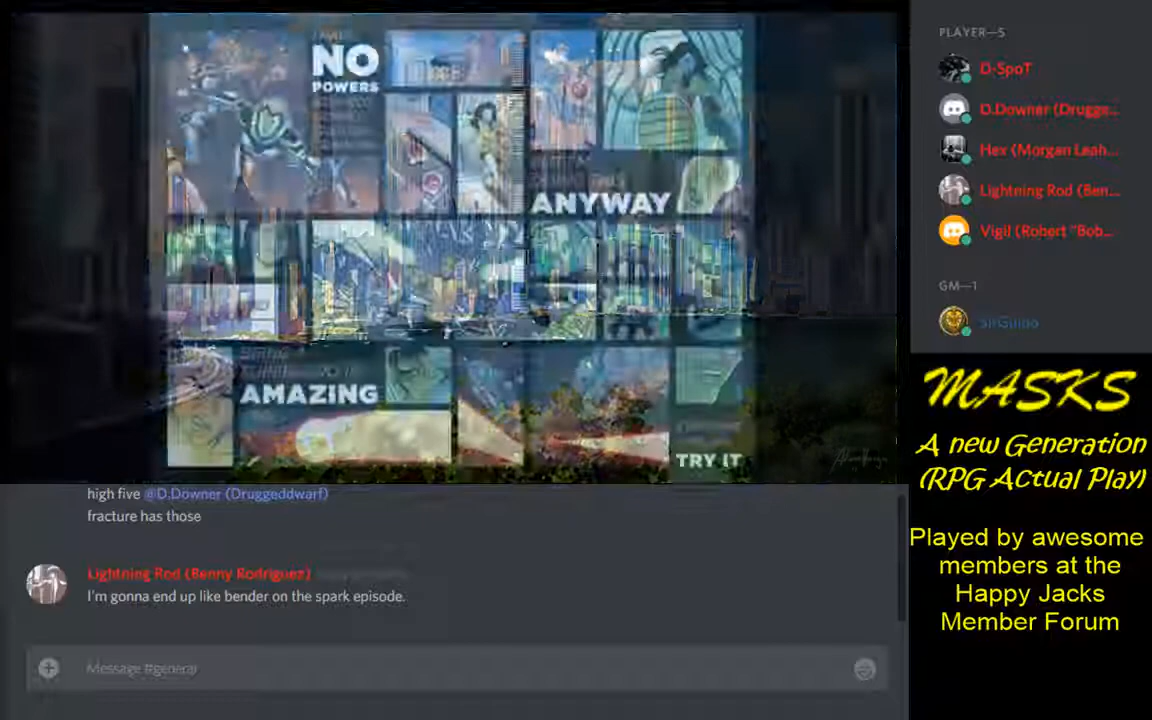 NO
POWERS
ANYWAY
AMAZING
TRY IT
PLAYER—5
D-SpoT
D.Downer (Drugge...
Hex (Morgan Leah...
Lightning Rod (Ben...
Vigil (Robert "Bob...
GM—1
SirGuido
MASKS
A new Generation
(RPG Actual Play)
Played by awesome
members at the
Happy Jacks
Member Forum
high five @D.Downer (Druggeddwarf)
fracture has those
Lightning Rod (Benny Rodriguez)
I'm gonna end up like bender on the spark episode.
Message #general